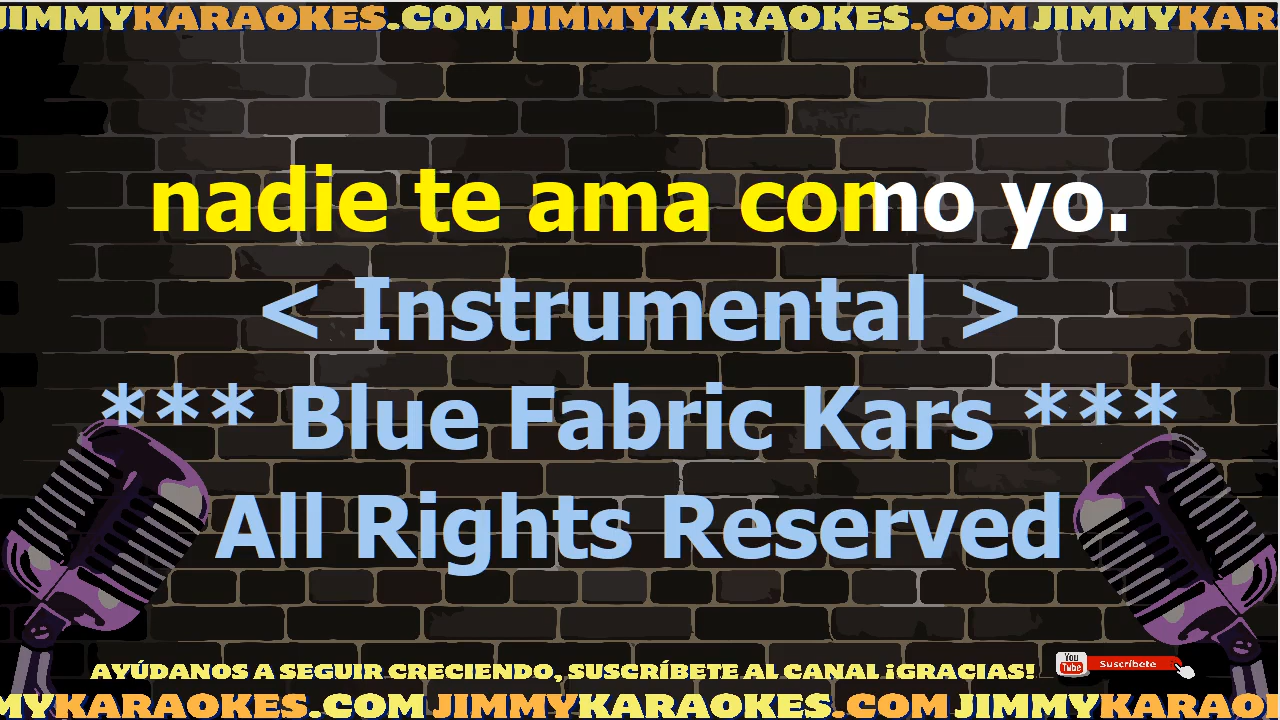 JIMMYKARAOKES.COM JIMMYKARAOKES.COM JIMMYKAR
nadie te ama como yo.
< Instrumental >
*** Blue Fabric Kars ***
All Rights Reserved
AYÚDANOS A SEGUIR CRECIENDO, SUSCRÍBETE AL CANAL ¡GRACIAS!
You Tube Suscríbete
MYKARAOKES.COM JIMMYKARAOKES.COM JIMMYKARAO